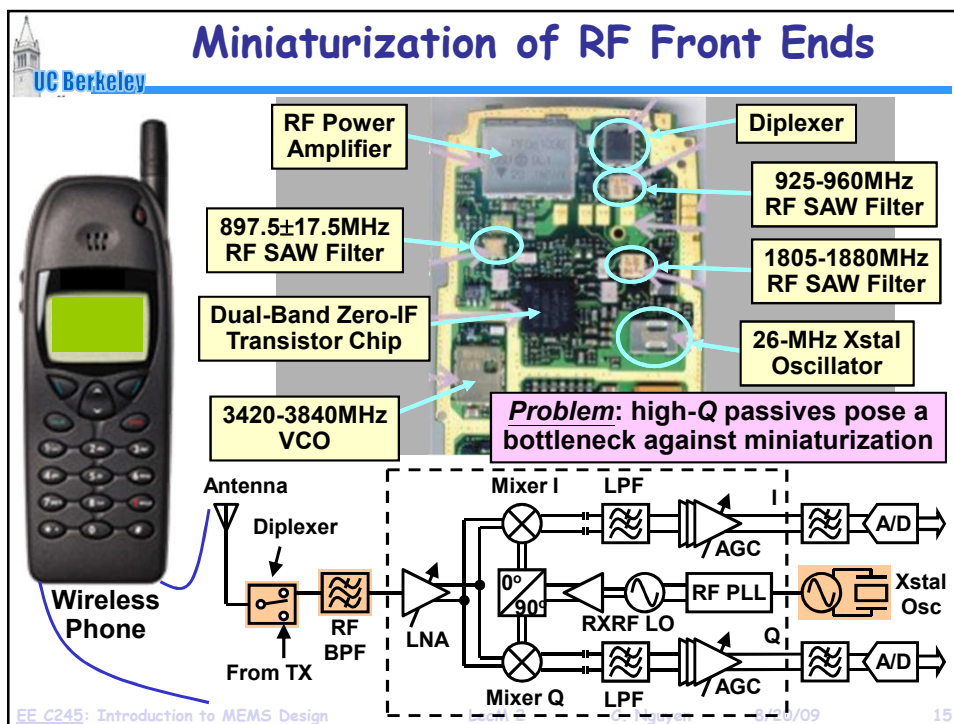 Miniaturization of RF Front Ends
UC Berkeley
RF Power
Amplifier
Diplexer
925-960MHz
RF SAW Filter
897.5±17.5MHz
RF SAW Filter
1805-1880MHz
RF SAW Filter
Dual-Band Zero-IF
Transistor Chip
26-MHz Xstal
Oscillator
3420-3840MHz
VCO
Problem: high-Q passives pose a
bottleneck against miniaturization
Antenna
Mixer I
LPF
I
Diplexer
AGC
A/D
0°
90°
RF PLL
Xstal
Osc
Wireless
Phone
RF
BPF
LNA
RXRF LO
From TX
Q
Mixer Q
LPF
AGC
A/D
EE C245: Introduction to MEMS Design
LecM 2
C. Nguyen
8/20/09
15